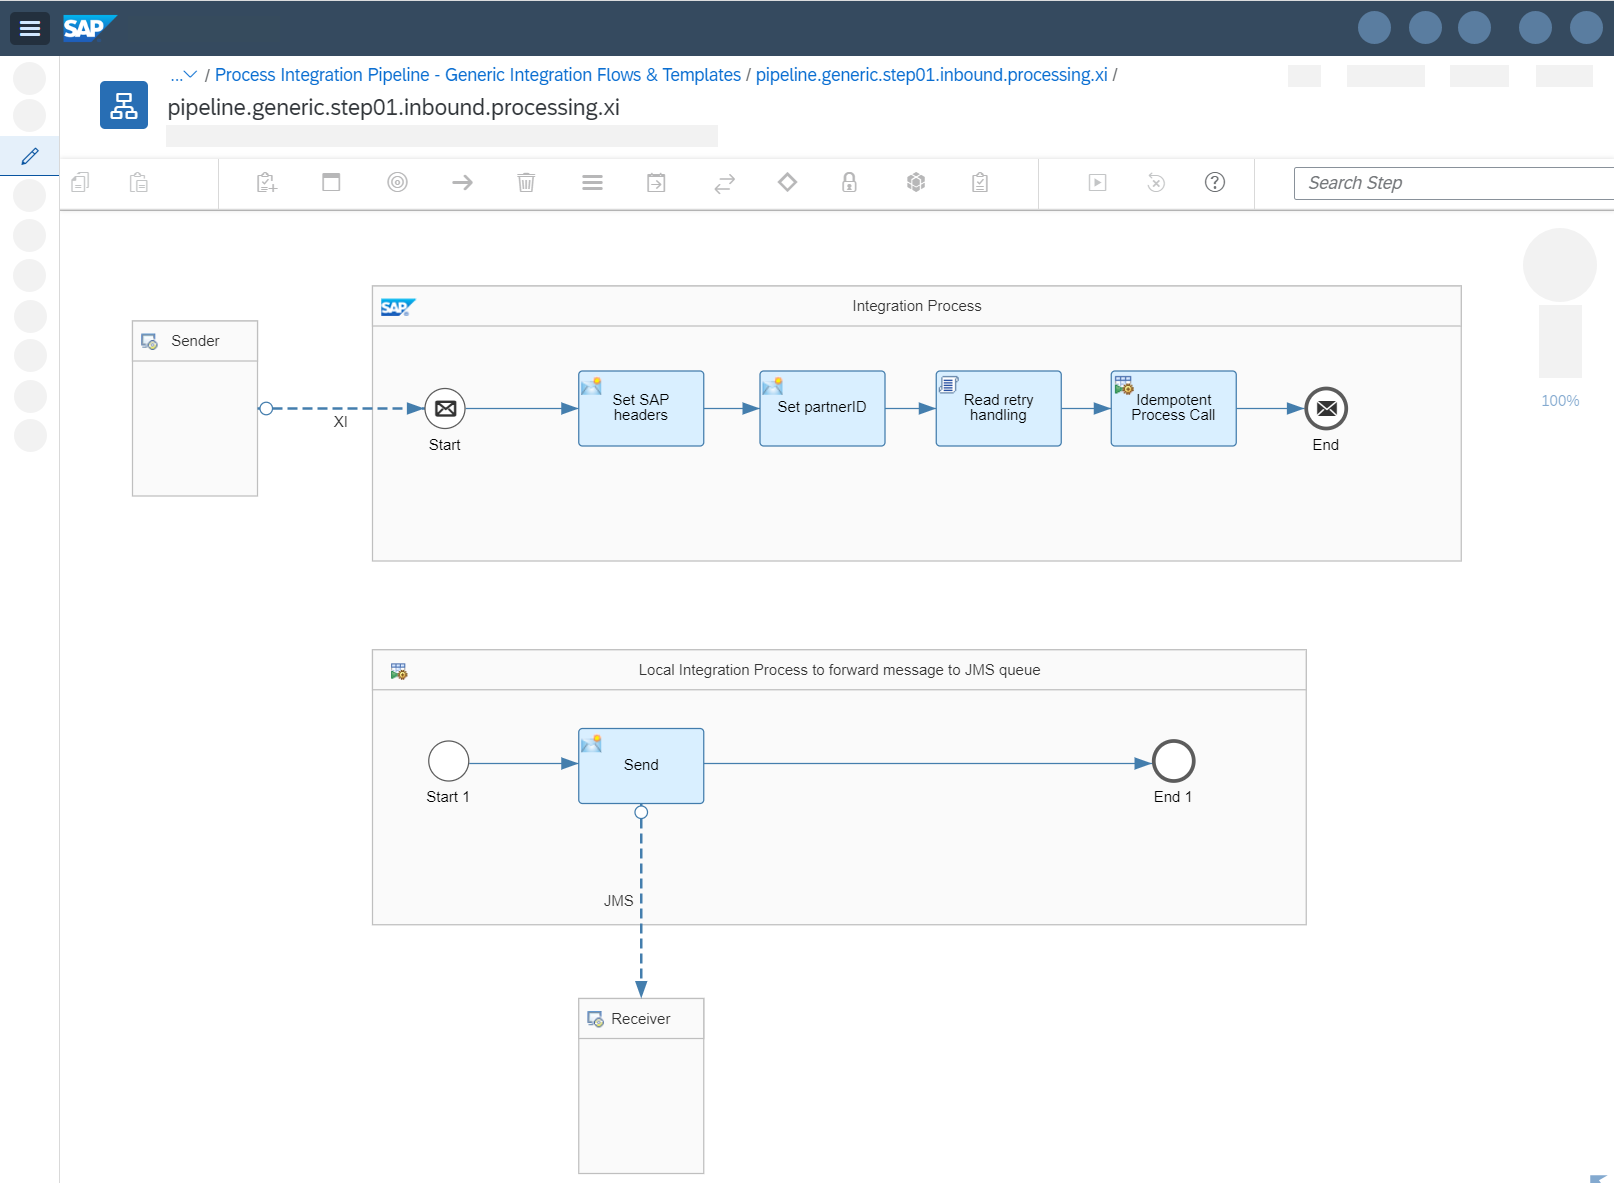 SAP
... / Process Integration Pipeline - Generic Integration Flows & Templates / pipeline.generic.step01.inbound.processing.xi /
pipeline.generic.step01.inbound.processing.xi
Search Step
100%
SAP
Integration Process
Sender
XI
Start
Set SAP
headers
Set partnerID
Read retry
handling
Idempotent
Process Call
End
Local Integration Process to forward message to JMS queue
Start 1
Send
End 1
JMS
Receiver